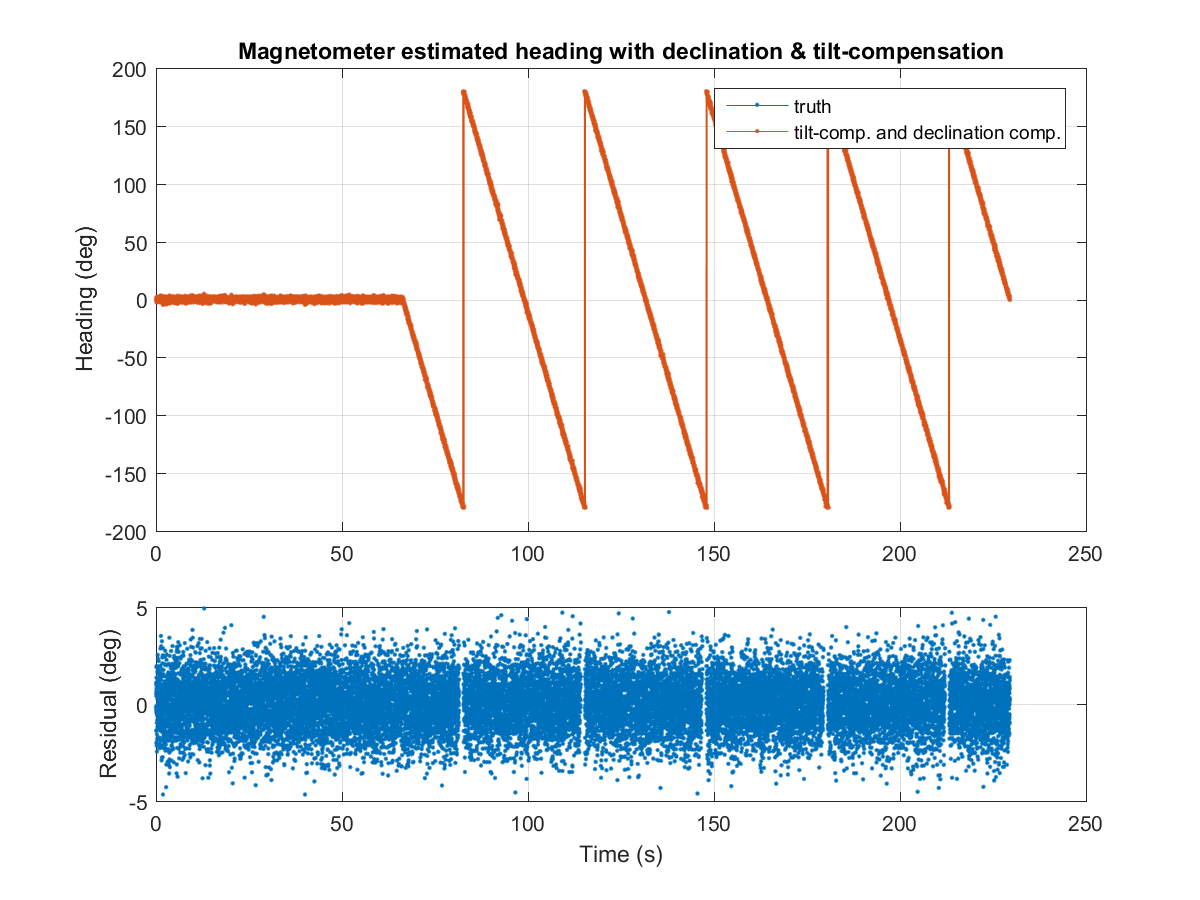 Magnetometer estimated heading with declination & tilt-compensation
200
150
100
50
0
-50
-100
-150
-200
Heading (deg)
truth
tilt-comp. and declination comp.
0 50 100 150 200 250
5
0
-5
Residual (deg)
0 50 100 150 200 250
Time (s)